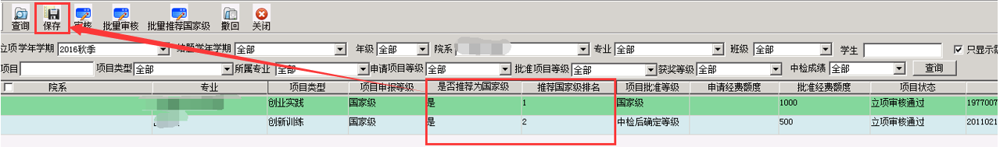 查询 保存 审核 批量审核 批量推荐国家级 撤回 关闭
立项学年学期 2016秋季 结题学年学期 全部 年级 全部 院系 专业 全部 班级 全部 学生 只显示
项目 项目类型 全部 所属专业 全部 申请项目等级 全部 批准项目等级 全部 获奖等级 全部 中检成绩 全部 查询
院系 专业 项目类型 项目申报等级 是否推荐为国家级 推荐国家级排名 项目批准等级 申请经费额度 批准经费额度 项目状态
创业实践 国家级 是 1 国家级 1000 立项审核通过 1977007
创新训练 国家级 是 2 中检后确定等级 500 立项审核通过 2011021